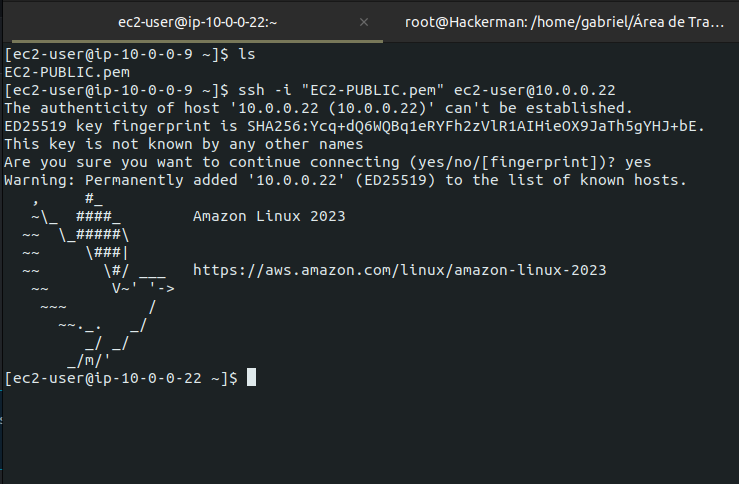 ec2-user@ip-10-0-0-22:~ × root@Hackerman: /home/gabriel/Área de Tra…
[ec2-user@ip-10-0-0-9 ~]$ ls
EC2-PUBLIC.pem
[ec2-user@ip-10-0-0-9 ~]$ ssh -i "EC2-PUBLIC.pem" ec2-user@10.0.0.22
The authenticity of host '10.0.0.22 (10.0.0.22)' can't be established.
ED25519 key fingerprint is SHA256:Ycq+dQ6WQBq1eRYFh2zVlR1AIHieOX9JaTh5gYHJ+bE.
This key is not known by any other names
Are you sure you want to continue connecting (yes/no/[fingerprint])? yes
Warning: Permanently added '10.0.0.22' (ED25519) to the list of known hosts.
   ,     #_
   ~\_  ####_        Amazon Linux 2023
  ~~  \_#####\
  ~~     \###|
  ~~       \#/ ___   https://aws.amazon.com/linux/amazon-linux-2023
   ~~       V~' '->
    ~~~         /
      ~~._.   _/
         _/ _/
       _/m/'
[ec2-user@ip-10-0-0-22 ~]$